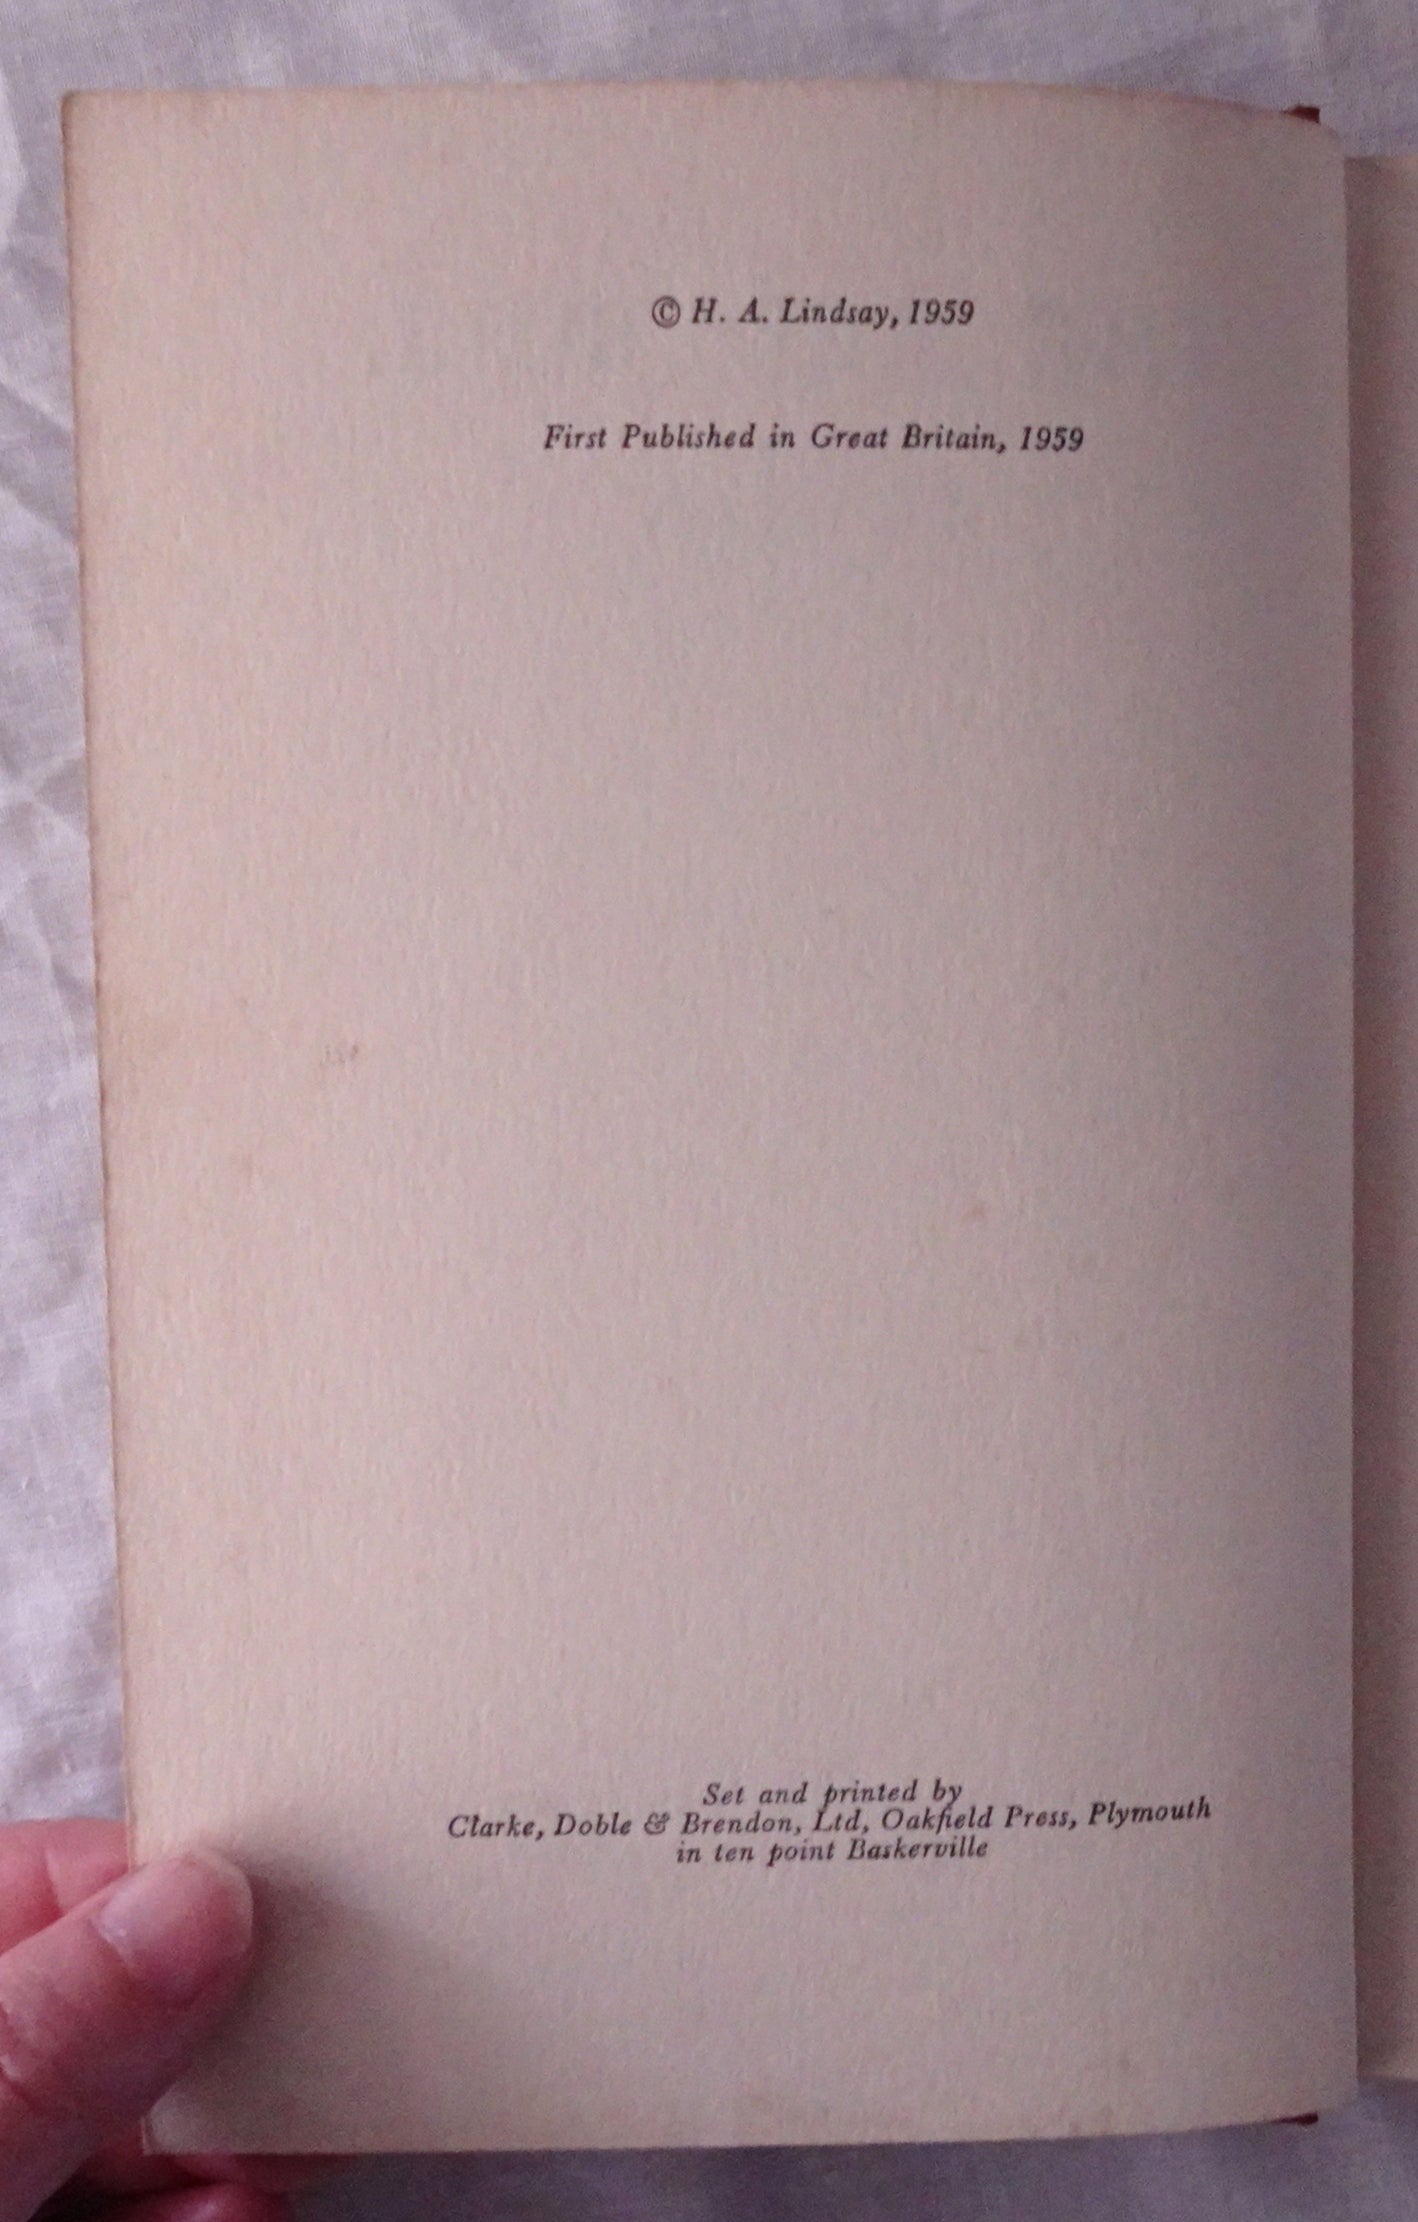 © H. A. Lindsay, 1959
First Published in Great Britain, 1959
Set and printed by
Clarke, Doble & Brendon, Ltd, Oakfield Press, Plymouth
in ten point Baskerville